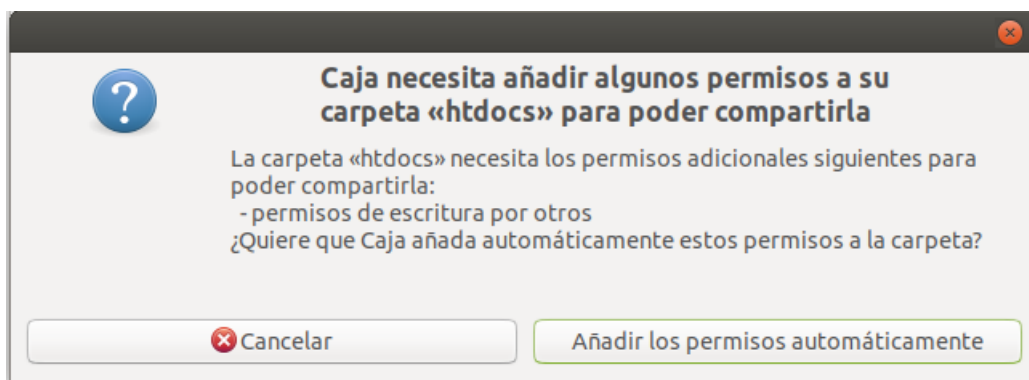 Caja necesita añadir algunos permisos a su
carpeta «htdocs» para poder compartirla
La carpeta «htdocs» necesita los permisos adicionales siguientes para
poder compartirla:
- permisos de escritura por otros
¿Quiere que Caja añada automáticamente estos permisos a la carpeta?
Cancelar
Añadir los permisos automáticamente